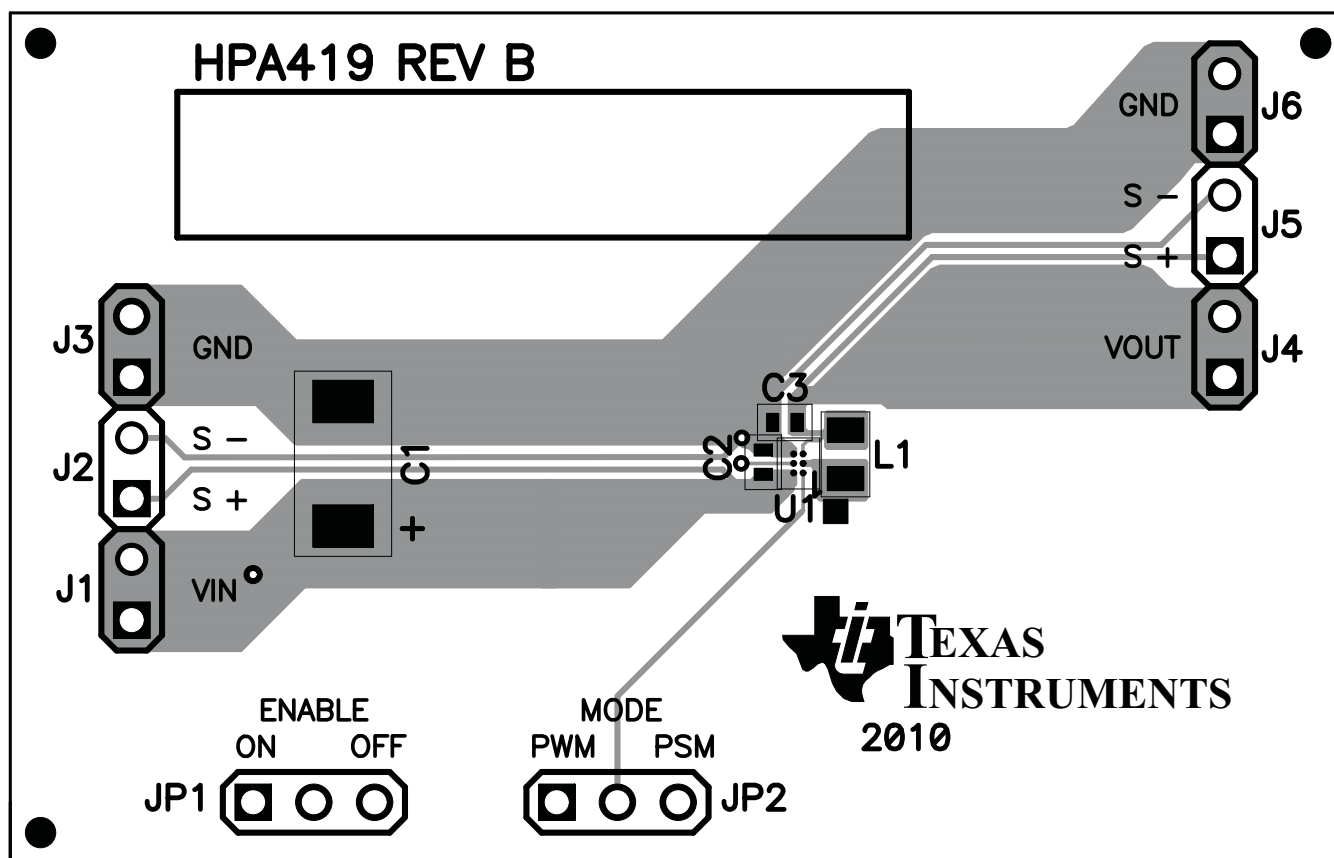 HPA419 REV B
GND
J6
S -
J5
S +
J3
GND
VOUT
J4
C3
S -
J2
C1
C2
L1
S +
U1
+
J1
VIN
TEXAS
INSTRUMENTS
2010
ENABLE
ON OFF
JP1
MODE
PWM PSM
JP2